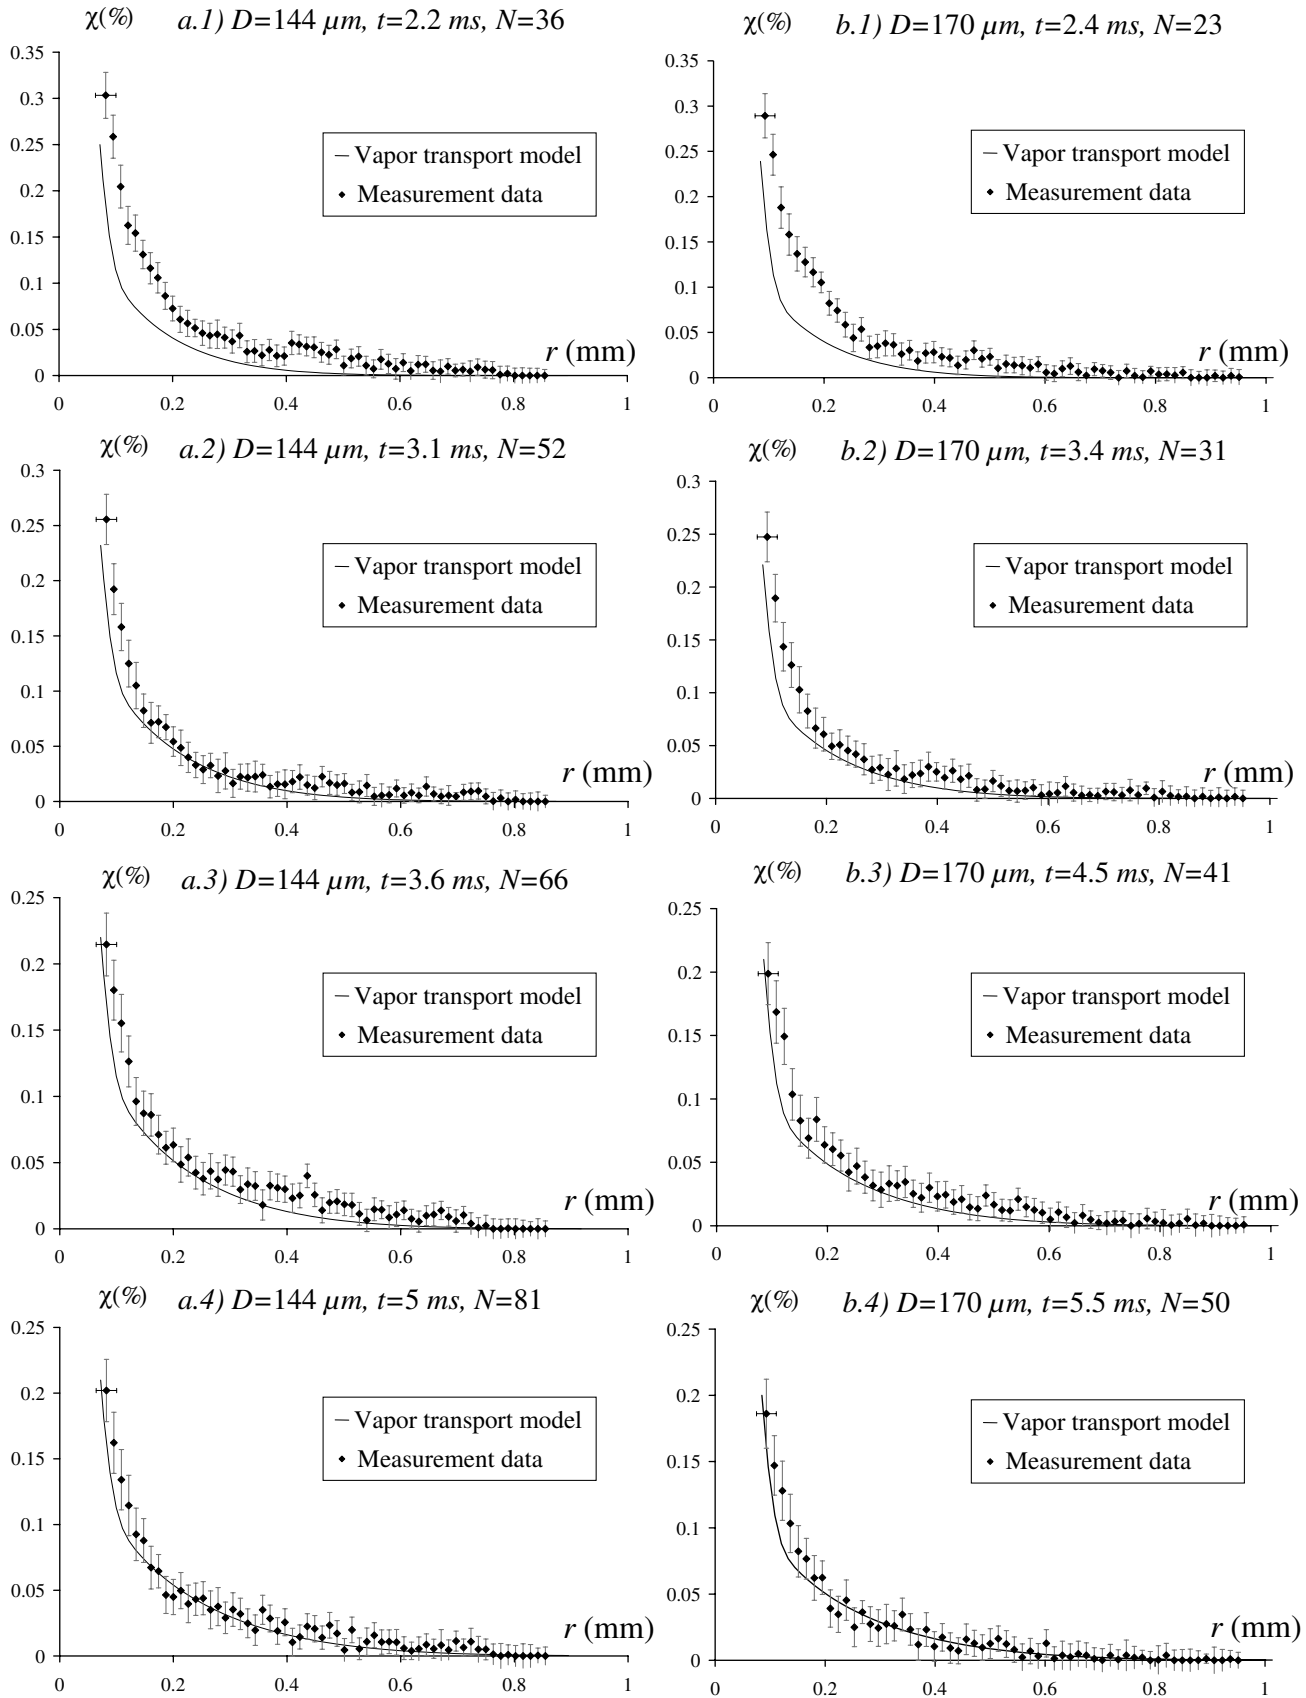 χ(%) a.1) D=144 µm, t=2.2 ms, N=36
0.35
0.3
0.25
0.2
0.15
0.1
0.05
0
– Vapor transport model
◆ Measurement data
r (mm)
0 0.2 0.4 0.6 0.8 1
χ(%) b.1) D=170 µm, t=2.4 ms, N=23
0.35
0.3
0.25
0.2
0.15
0.1
0.05
0
– Vapor transport model
◆ Measurement data
r (mm)
0 0.2 0.4 0.6 0.8 1
χ(%) a.2) D=144 µm, t=3.1 ms, N=52
0.3
0.25
0.2
0.15
0.1
0.05
0
– Vapor transport model
◆ Measurement data
r (mm)
0 0.2 0.4 0.6 0.8 1
χ(%) b.2) D=170 µm, t=3.4 ms, N=31
0.3
0.25
0.2
0.15
0.1
0.05
0
– Vapor transport model
◆ Measurement data
r (mm)
0 0.2 0.4 0.6 0.8 1
χ(%) a.3) D=144 µm, t=3.6 ms, N=66
0.25
0.2
0.15
0.1
0.05
0
– Vapor transport model
◆ Measurement data
r (mm)
0 0.2 0.4 0.6 0.8 1
χ(%) b.3) D=170 µm, t=4.5 ms, N=41
0.25
0.2
0.15
0.1
0.05
0
– Vapor transport model
◆ Measurement data
r (mm)
0 0.2 0.4 0.6 0.8 1
χ(%) a.4) D=144 µm, t=5 ms, N=81
0.25
0.2
0.15
0.1
0.05
0
– Vapor transport model
◆ Measurement data
r (mm)
0 0.2 0.4 0.6 0.8 1
χ(%) b.4) D=170 µm, t=5.5 ms, N=50
0.25
0.2
0.15
0.1
0.05
0
– Vapor transport model
◆ Measurement data
r (mm)
0 0.2 0.4 0.6 0.8 1